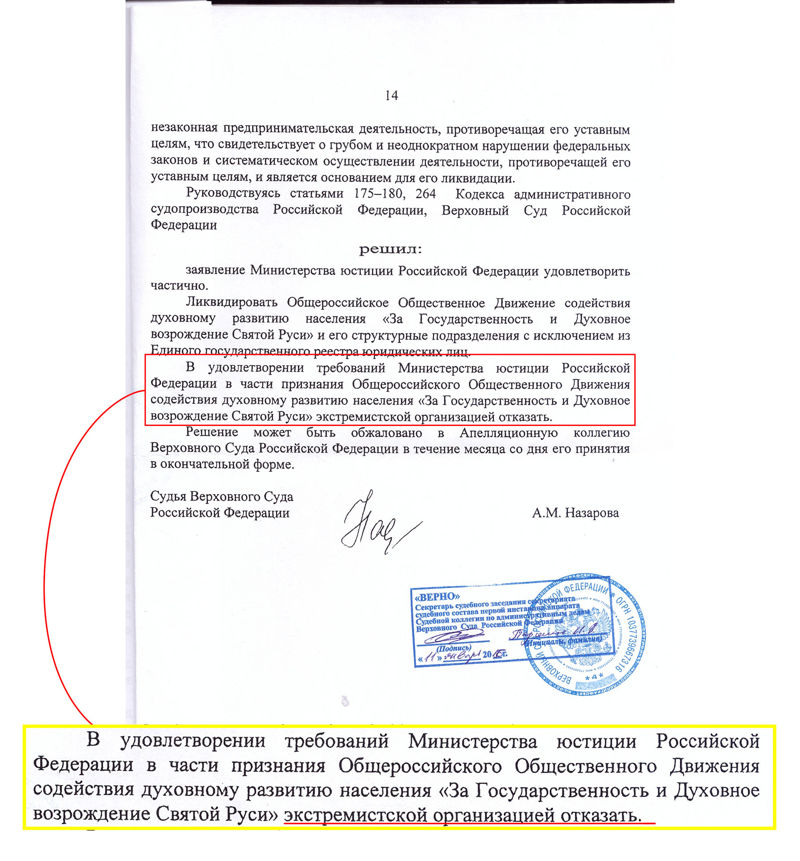 14
незаконная предпринимательская деятельность, противоречащая его уставным
целям, что свидетельствует о грубом и неоднократном нарушении федеральных
законов и систематическом осуществлении деятельности, противоречащей его
уставным целям, и является основанием для его ликвидации.
Руководствуясь статьями 175–180, 264 Кодекса административного
судопроизводства Российской Федерации, Верховный Суд Российской
Федерации
решил:
заявление Министерства юстиции Российской Федерации удовлетворить
частично.
Ликвидировать Общероссийское Общественное Движение содействия
духовному развитию населения «За Государственность и Духовное
возрождение Святой Руси» и его структурные подразделения с исключением из
Единого государственного реестра юридических лиц.
В удовлетворении требований Министерства юстиции Российской
Федерации в части признания Общероссийского Общественного Движения
содействия духовному развитию населения «За Государственность и Духовное
возрождение Святой Руси» экстремистской организацией отказать.
Решение может быть обжаловано в Апелляционную коллегию
Верховного Суда Российской Федерации в течение месяца со дня его принятия
в окончательной форме.
Судья Верховного Суда
Российской Федерации А.М. Назарова
«ВЕРНО»
Секретарь судебного заседания секретариата
судебного состава первой инстанции аппарата
Судебной коллегии по административным делам
Верховного Суда Российской Федерации
(Подпись) (Инициалы, фамилия)
«11» январ 20 г.
ВЕРХОВНЫЙ СУД РОССИЙСКОЙ ФЕДЕРАЦИИ * ОГРН 1037739667316
*4*
В удовлетворении требований Министерства юстиции Российской
Федерации в части признания Общероссийского Общественного Движения
содействия духовному развитию населения «За Государственность и Духовное
возрождение Святой Руси» экстремистской организацией отказать.